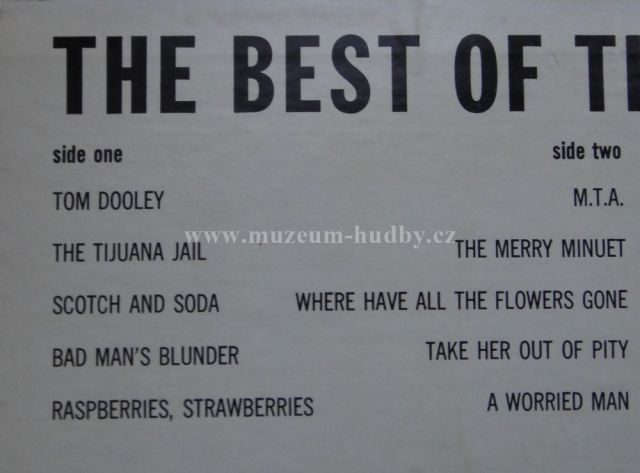 THE BEST OF
side one
TOM DOOLEY
THE TIJUANA JAIL
SCOTCH AND SODA
BAD MAN'S BLUNDER
RASPBERRIES, STRAWBERRIES
side two
M.T.A.
THE MERRY MINUET
WHERE HAVE ALL THE FLOWERS GONE
TAKE HER OUT OF PITY
A WORRIED MAN
www.muzeum-hudby.cz